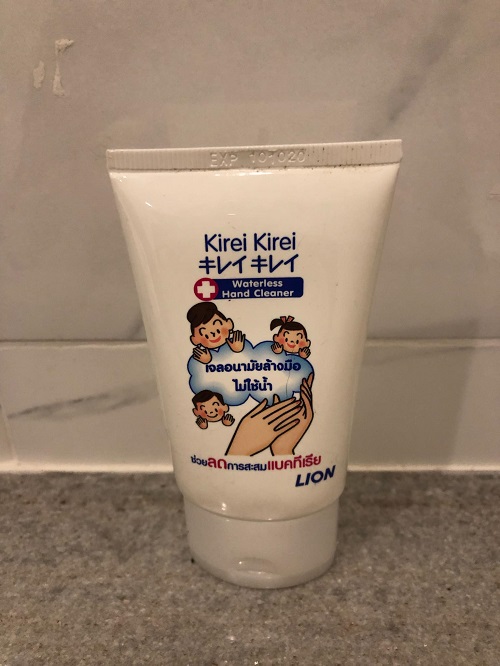 EXP 101020
Kirei Kirei
キレイ キレイ
Waterless
Hand Cleaner
เจลอนามัยล้างมือ
ไม่ใช้น้ำ
ช่วยลดการสะสมแบคทีเรีย
LION